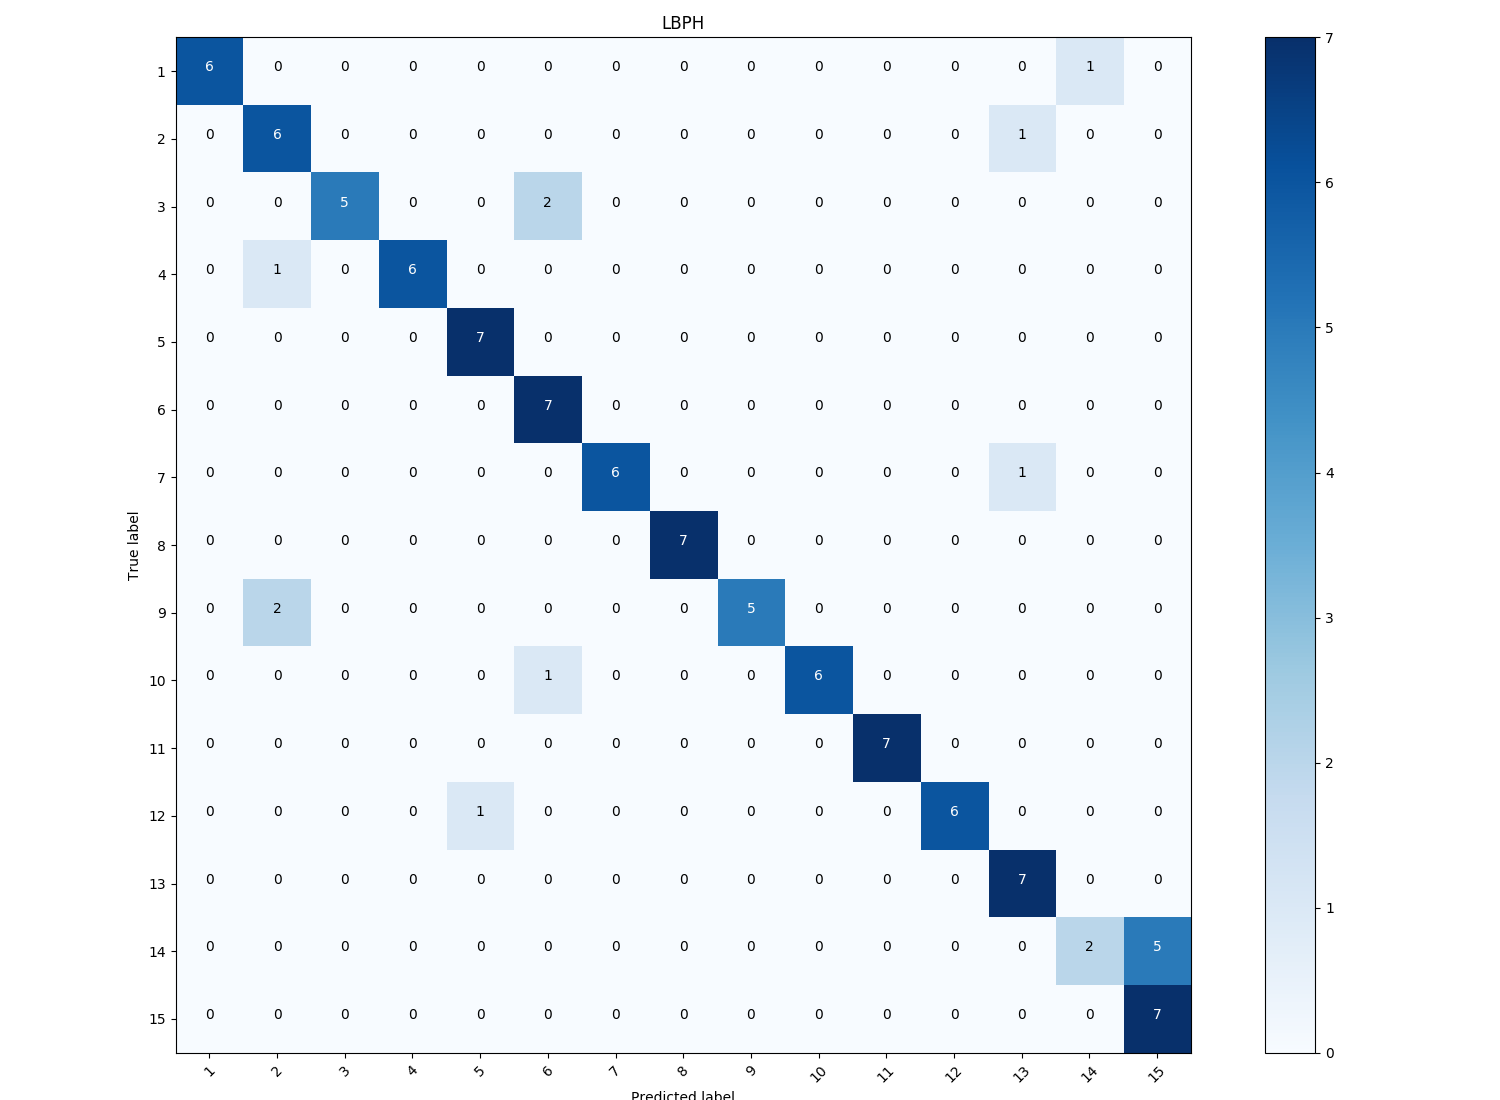 LBPH
1 6 0 0 0 0 0 0 0 0 0 0 0 0 1 0
2 0 6 0 0 0 0 0 0 0 0 0 0 1 0 0
3 0 0 5 0 0 2 0 0 0 0 0 0 0 0 0
4 0 1 0 6 0 0 0 0 0 0 0 0 0 0 0
5 0 0 0 0 7 0 0 0 0 0 0 0 0 0 0
6 0 0 0 0 0 7 0 0 0 0 0 0 0 0 0
7 0 0 0 0 0 0 6 0 0 0 0 0 1 0 0
8 0 0 0 0 0 0 0 7 0 0 0 0 0 0 0
9 0 2 0 0 0 0 0 0 5 0 0 0 0 0 0
10 0 0 0 0 0 1 0 0 0 6 0 0 0 0 0
11 0 0 0 0 0 0 0 0 0 0 7 0 0 0 0
12 0 0 0 0 1 0 0 0 0 0 0 6 0 0 0
13 0 0 0 0 0 0 0 0 0 0 0 0 7 0 0
14 0 0 0 0 0 0 0 0 0 0 0 0 0 2 5
15 0 0 0 0 0 0 0 0 0 0 0 0 0 0 7
1 2 3 4 5 6 7 8 9 10 11 12 13 14 15
True label
Predicted label
7
6
5
4
3
2
1
0